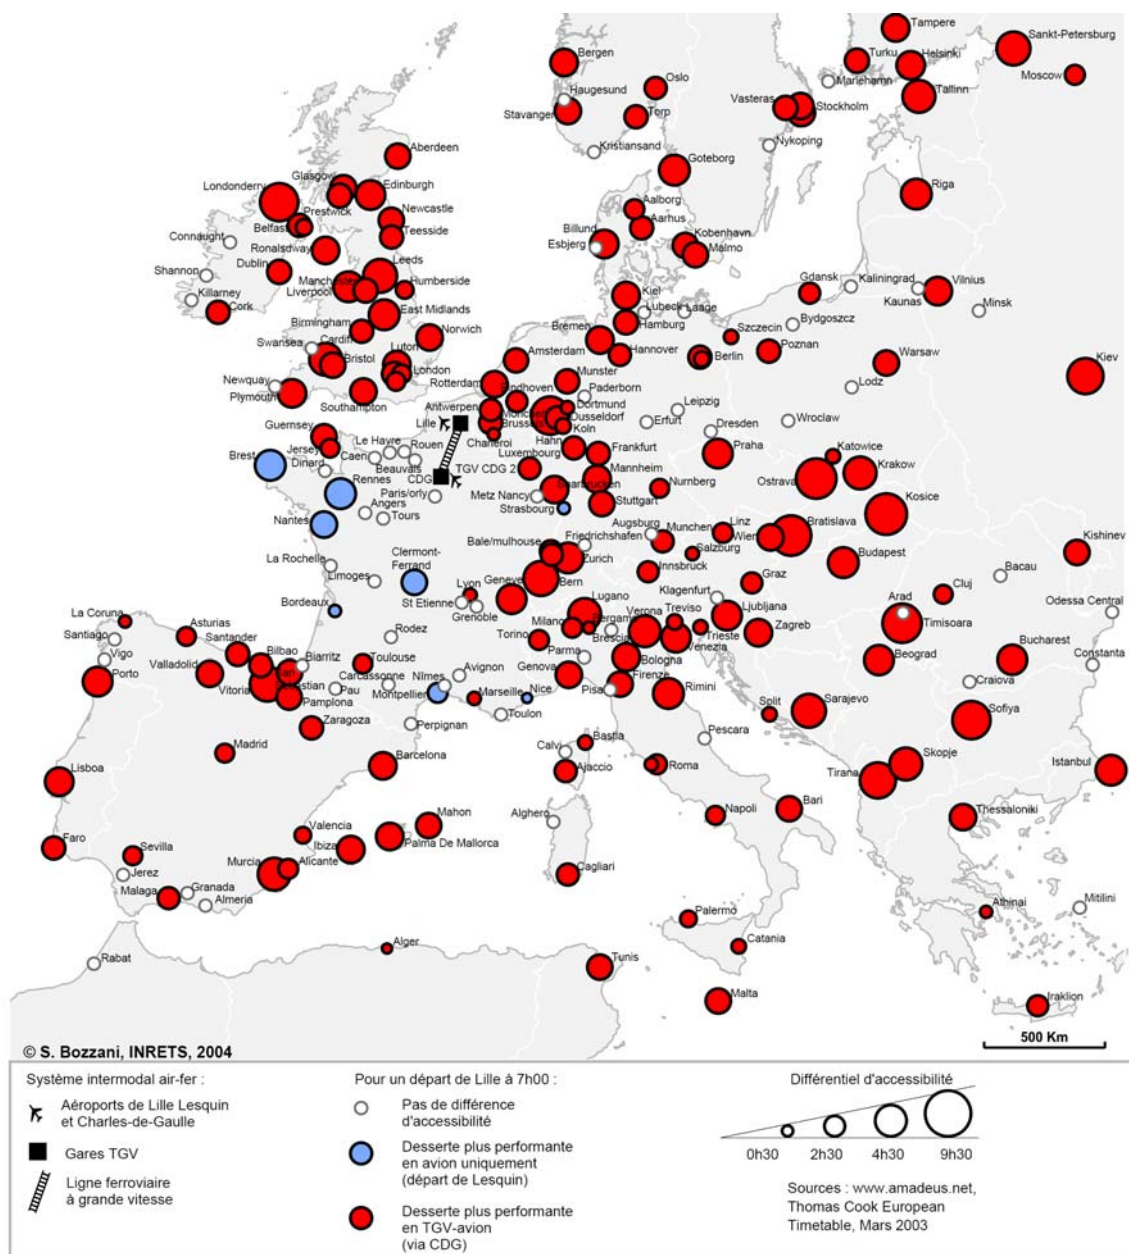 Tampere
Sankt-Petersburg
Bergen
Turku
Helsinki
Oslo
Mariehamn
Moscow
Haugesund
Vasteras
Stockholm
Tallinn
Stavanger
Torp
Kristiansand
Nykoping
Aberdeen
Goteborg
Glasgow
Londonderry
Edinburgh
Riga
Prestwick
Newcastle
Aalborg
Belfast
Teesside
Aarhus
Connaught
Ronalsdway
Billund
Esbjerg
Kobenhavn
Malmo
Dublin
Leeds
Shannon
Manchester
Humberside
Gdansk
Kaliningrad
Vilnius
Killarney
Liverpool
Kiel
Kaunas
Cork
East Midlands
Lubeck
Laage
Minsk
Birmingham
Norwich
Bremen
Hamburg
Bydgoszcz
Swansea
Cardiff
Szczecin
Luton
Hannover
Berlin
Poznan
Warsaw
Bristol
Amsterdam
London
Newquay
Rotterdam
Munster
Kiev
Plymouth
Eindhoven
Paderborn
Lodz
Southampton
Antwerpen
Dortmund
Leipzig
Guernsey
Lille
Brussels
Dusseldorf
Erfurt
Wroclaw
Koln
Dresden
Charleroi
Jersey
Le Havre
Rouen
Hahn
Frankfurt
Praha
Katowice
Brest
Caen
Luxembourg
Dinard
Beauvais
TGV CDG 2
Mannheim
Krakow
Rennes
CDG
Saarbrucken
Ostrava
Paris/orly
Metz Nancy
Nurnberg
Kosice
Angers
Strasbourg
Stuttgart
Nantes
Tours
Augsburg
Munchen
Linz
Bratislava
Friedrichshafen
Wien
Bale/mulhouse
Salzburg
Kishinev
La Rochelle
Clermont-
Ferrand
Zurich
Innsbruck
Budapest
Limoges
Lyon
Geneve
Bern
Graz
Bacau
Klagenfurt
Cluj
St Etienne
Lugano
Arad
Bordeaux
Grenoble
Verona
Treviso
Ljubljana
Odessa Central
La Coruna
Bergamo
Timisoara
Asturias
Milano
Trieste
Zagreb
Santiago
Rodez
Torino
Brescia
Venezia
Santander
Bucharest
Vigo
Bilbao
Biarritz
Toulouse
Avignon
Parma
Bologna
Beograd
Constanta
Valladolid
Carcassonne
Nîmes
Genova
Porto
San
Sebastian
Pau
Montpellier
Marseille
Nice
Firenze
Craiova
Vitoria
Pisa
Rimini
Pamplona
Toulon
Split
Sarajevo
Sofiya
Zaragoza
Perpignan
Pescara
Madrid
Bastia
Calvi
Skopje
Barcelona
Roma
Istanbul
Lisboa
Ajaccio
Tirana
Alghero
Napoli
Bari
Thessaloniki
Mahon
Valencia
Faro
Ibiza
Palma De Mallorca
Sevilla
Murcia
Alicante
Cagliari
Jerez
Granada
Malaga
Almeria
Mitilini
Athinai
Palermo
Alger
Catania
Rabat
Tunis
Malta
Iraklion
© S. Bozzani, INRETS, 2004
500 Km
Système intermodal air-fer :
Aéroports de Lille Lesquin
et Charles-de-Gaulle
Gares TGV
Ligne ferroviaire
à grande vitesse
Pour un départ de Lille à 7h00 :
Pas de différence
d'accessibilité
Desserte plus performante
en avion uniquement
(départ de Lesquin)
Desserte plus performante
en TGV-avion
(via CDG)
Différentiel d'accessibilité
0h30 2h30 4h30 9h30
Sources : www.amadeus.net,
Thomas Cook European
Timetable, Mars 2003